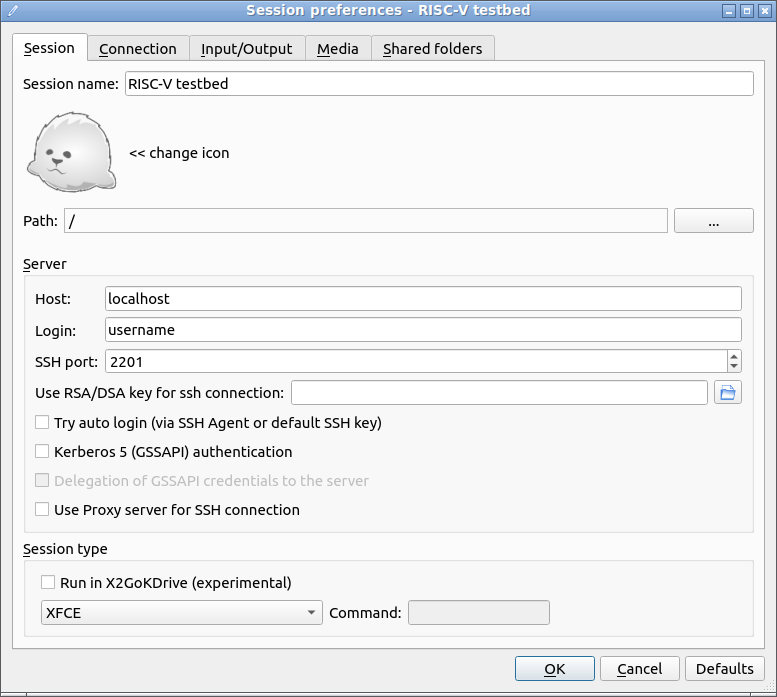 Session preferences - RISC-V testbed
Session Connection Input/Output Media Shared folders
Session name: RISC-V testbed
<< change icon
Path: / ...
Server
Host: localhost
Login: username
SSH port: 2201
Use RSA/DSA key for ssh connection:
Try auto login (via SSH Agent or default SSH key)
Kerberos 5 (GSSAPI) authentication
Delegation of GSSAPI credentials to the server
Use Proxy server for SSH connection
Session type
Run in X2GoKDrive (experimental)
XFCE Command:
OK Cancel Defaults